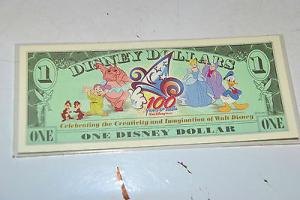 DISNEY DOLLARS
1 1
100
Celebrating the Creativity and Imagination of Walt Disney
ONE ONE DISNEY DOLLAR ONE